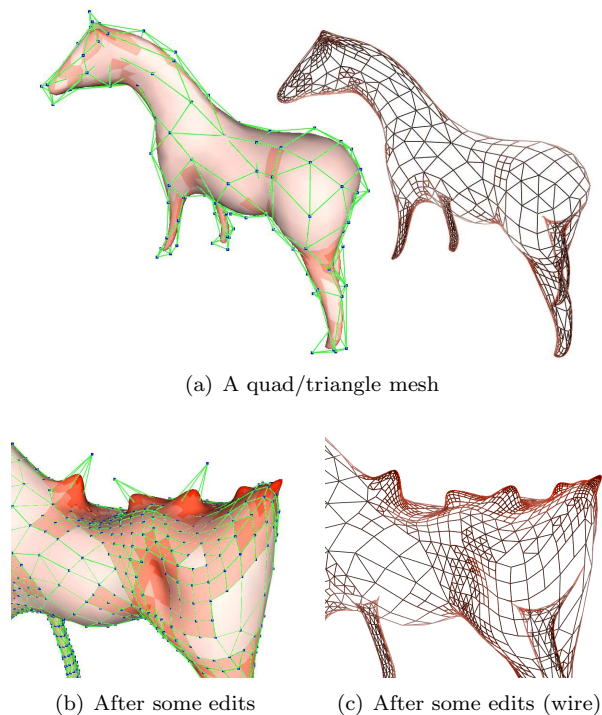 (a) A quad/triangle mesh
(b) After some edits
(c) After some edits (wire)